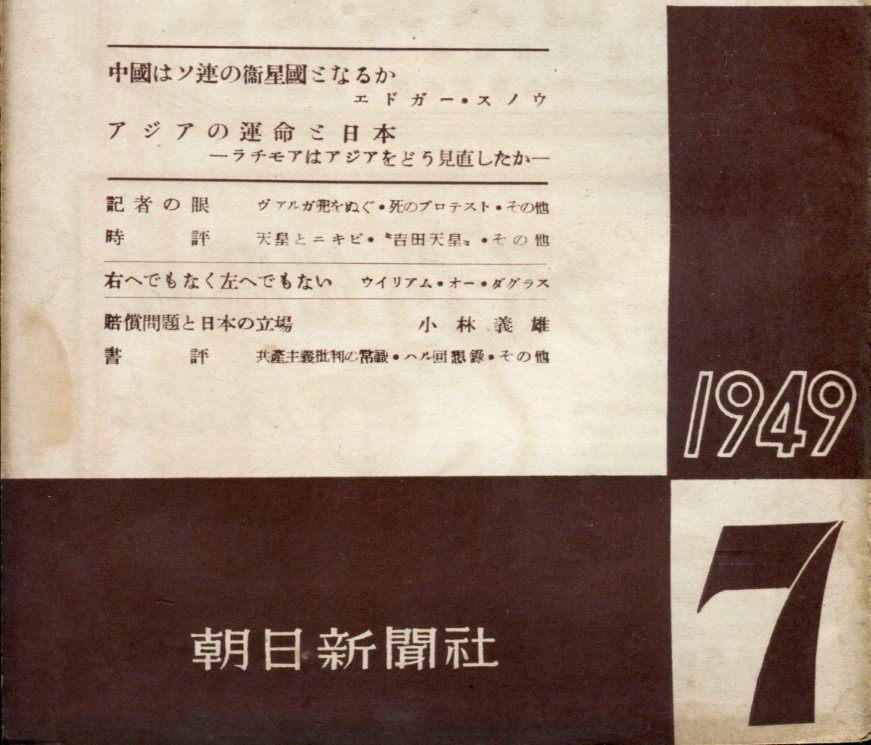 中國はソ連の衞星國となるか
エドガー・スノウ
アジアの運命と日本
―ラチモアはアジアをどう見直したか―
記者の眼 ヴァルガ兜をぬぐ・死のプロテスト・その他
時評 天皇とニキビ・〝吉田天皇〟・その他
右へでもなく左へでもない ウイリアム・オー・ダグラス
賠償問題と日本の立場 小林義雄
書評 共產主義批判の常識・ハル回想錄・その他
1949
7
朝日新聞社